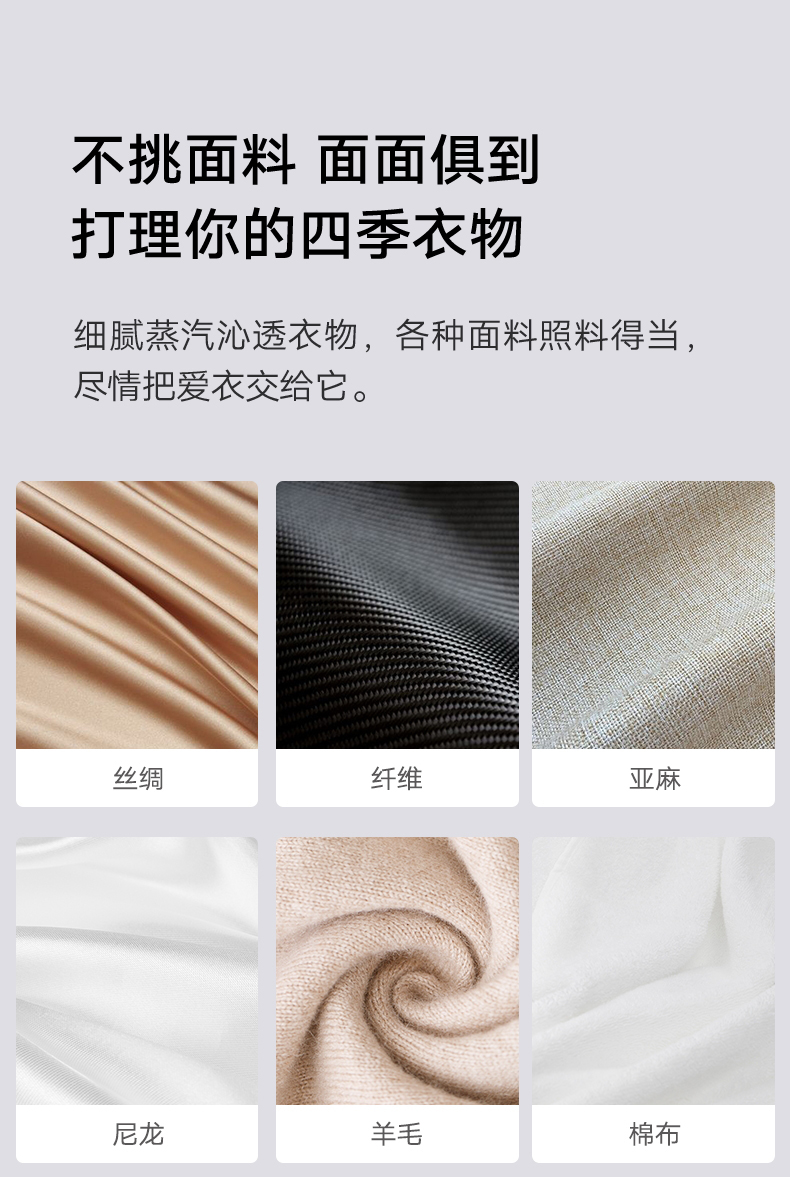 不挑面料 面面俱到
打理你的四季衣物
细腻蒸汽沁透衣物，各种面料照料得当，
尽情把爱衣交给它。
丝绸
纤维
亚麻
尼龙
羊毛
棉布